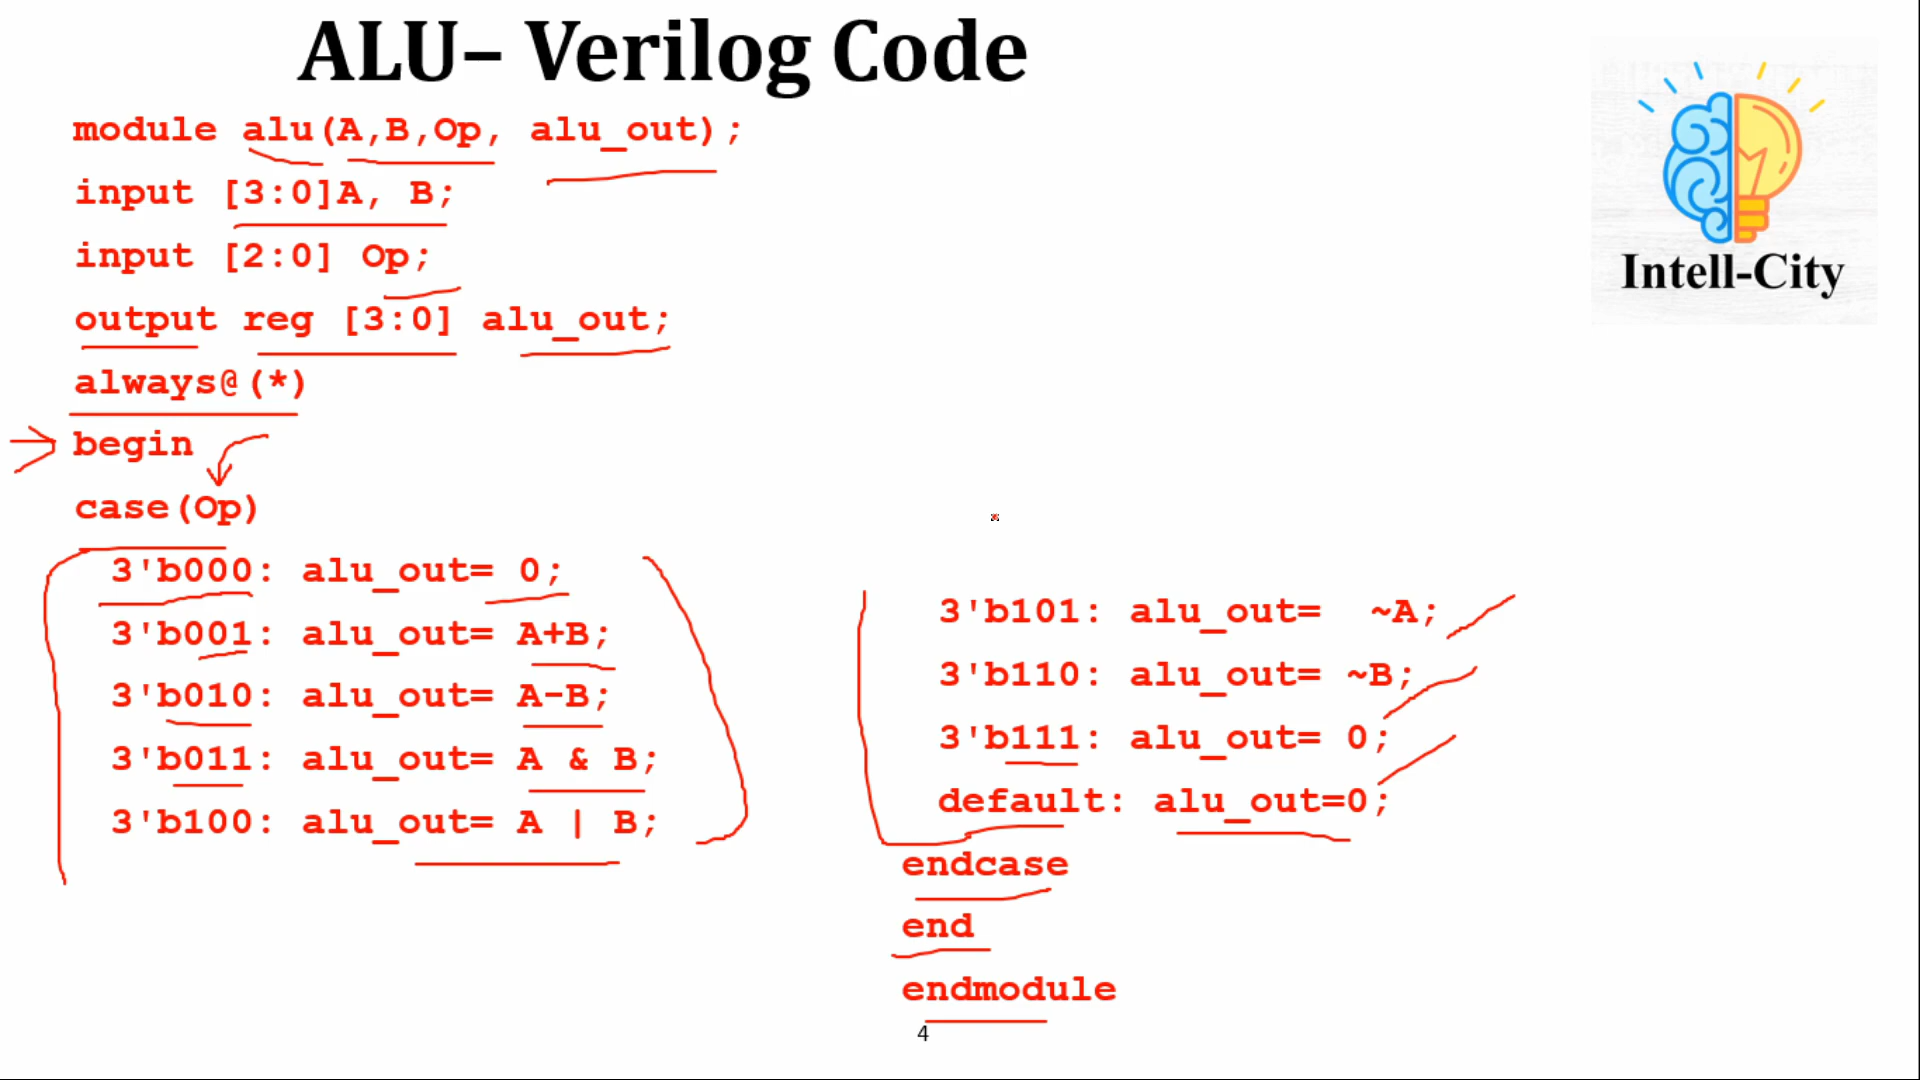 ALU– Verilog Code
module alu(A,B,Op, alu_out);
input [3:0]A, B;
input [2:0] Op;
output reg [3:0] alu_out;
always@(*)
begin
case(Op)
3'b000: alu_out= 0;
3'b001: alu_out= A+B;
3'b010: alu_out= A-B;
3'b011: alu_out= A & B;
3'b100: alu_out= A | B;
3'b101: alu_out=  ~A;
3'b110: alu_out= ~B;
3'b111: alu_out= 0;
default: alu_out=0;
endcase
end
endmodule
4
Intell-City